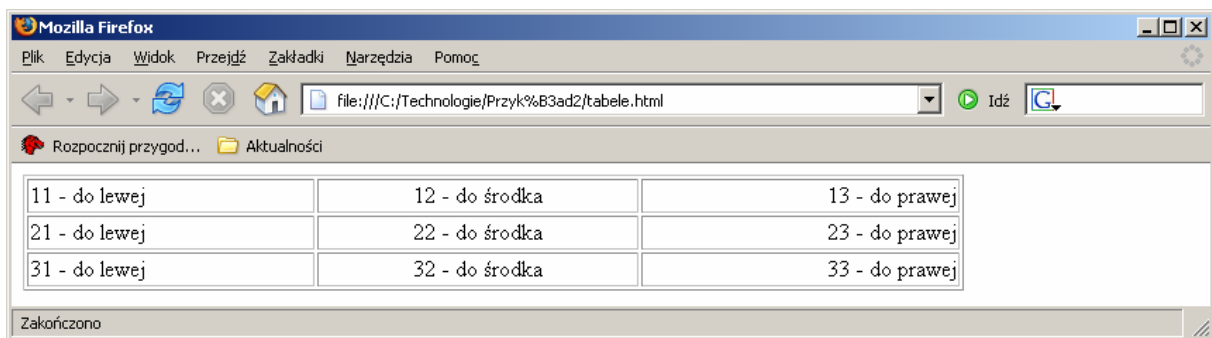 Mozilla Firefox
Plik Edycja Widok Przejdź Zakładki Narzędzia Pomoc
file:///C:/Technologie/Przyk%B3ad2/tabele.html Idź G
Rozpocznij przygod... Aktualności
11 - do lewej 12 - do środka 13 - do prawej
21 - do lewej 22 - do środka 23 - do prawej
31 - do lewej 32 - do środka 33 - do prawej
Zakończono